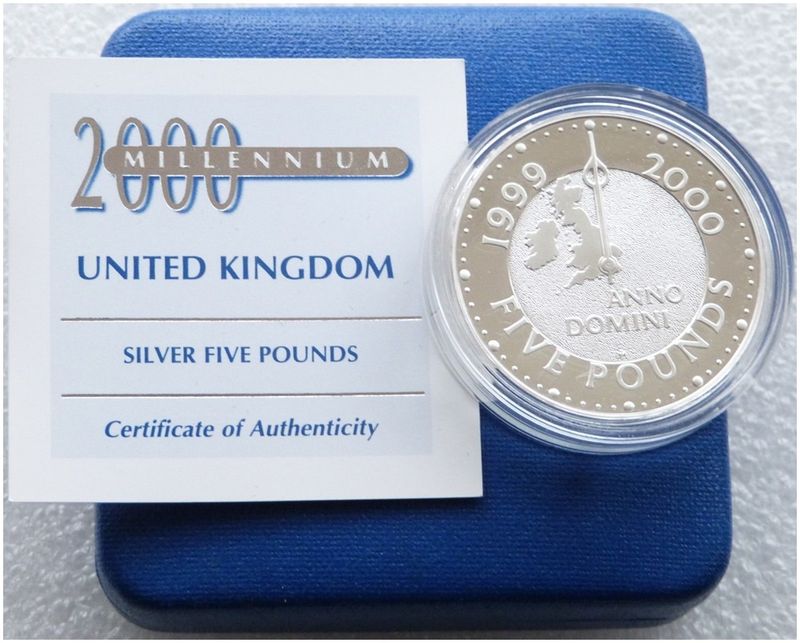 2000
MILLENNIUM
UNITED KINGDOM
SILVER FIVE POUNDS
Certificate of Authenticity
1999 2000
ANNO
DOMINI
FIVE POUNDS